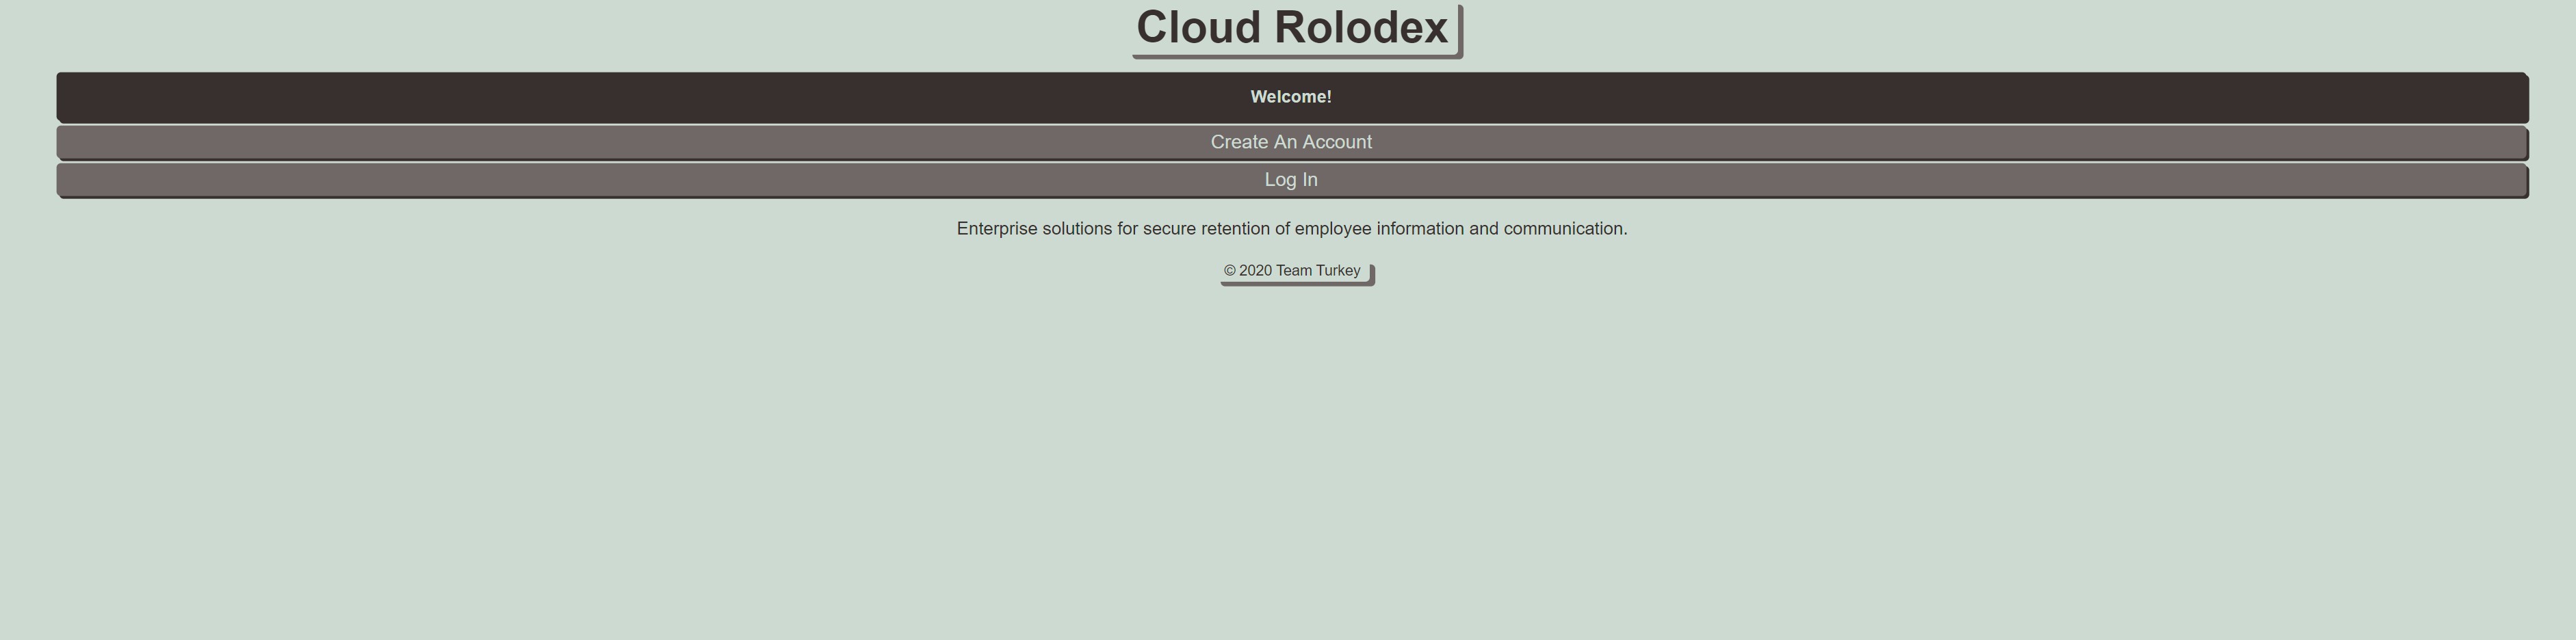 Cloud Rolodex
Welcome!
Create An Account
Log In
Enterprise solutions for secure retention of employee information and communication.
© 2020 Team Turkey